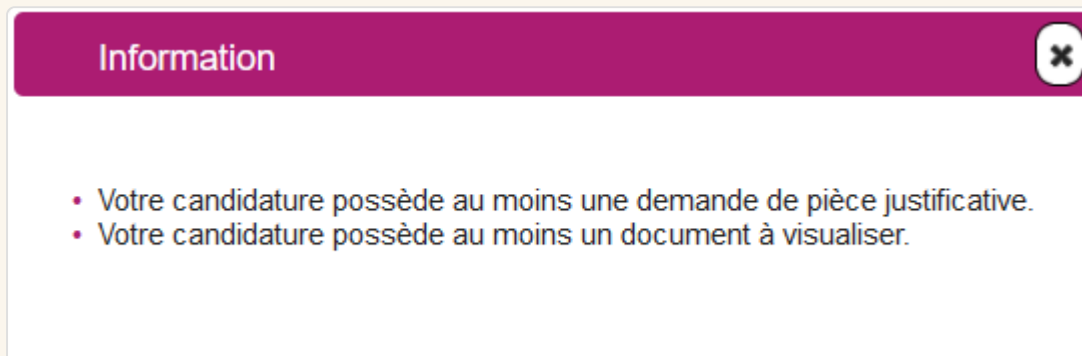 Information
• Votre candidature possède au moins une demande de pièce justificative.
• Votre candidature possède au moins un document à visualiser.